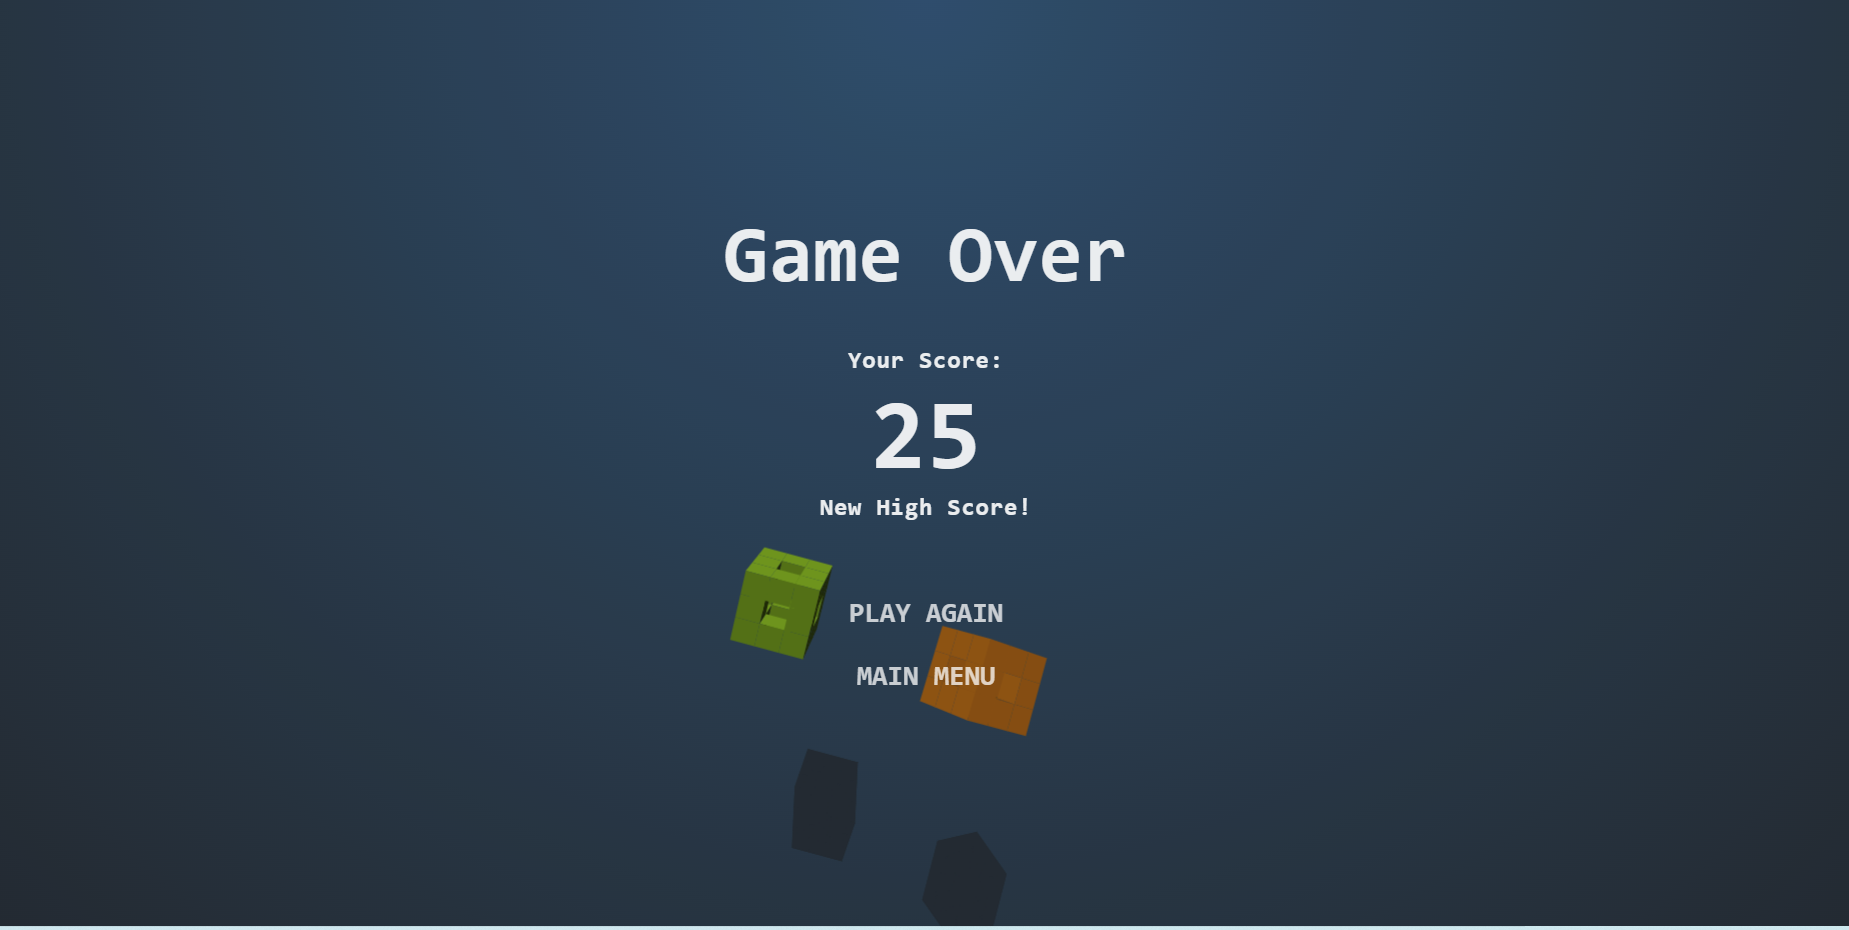 Game Over
Your Score:
25
New High Score!
PLAY AGAIN
MAIN MENU